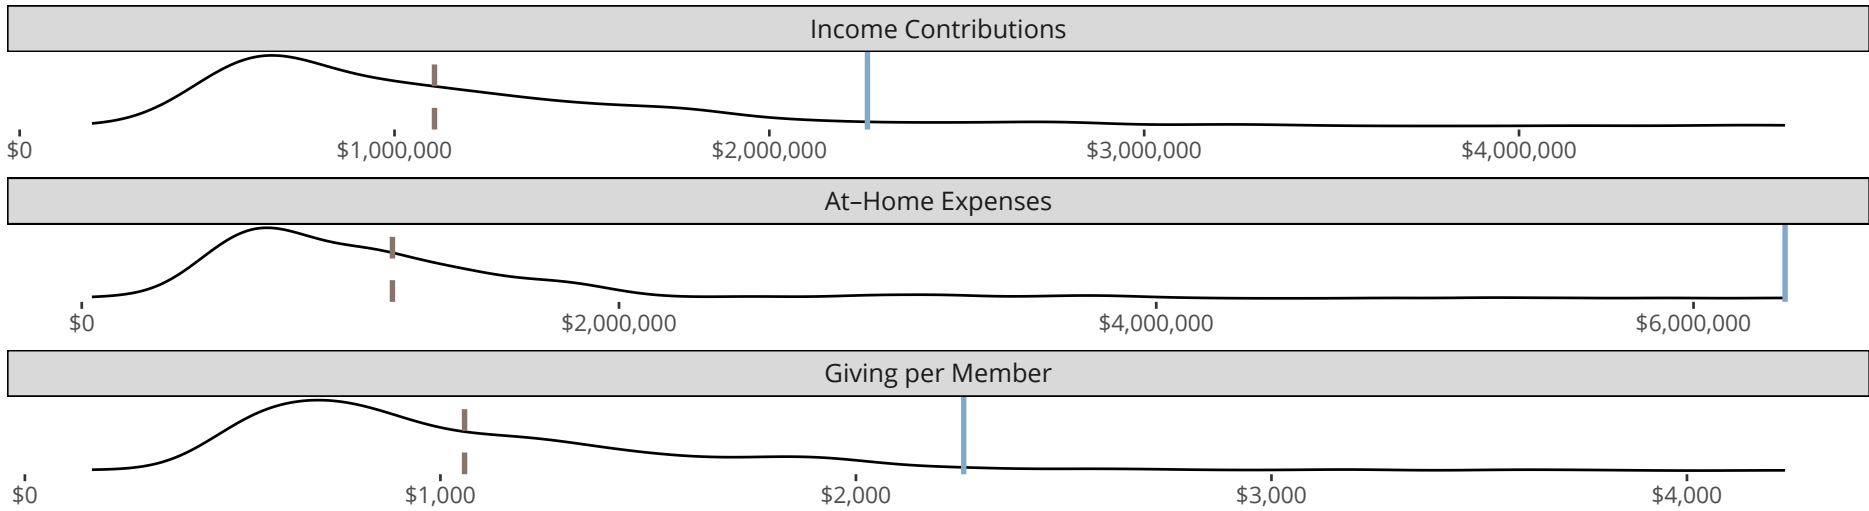 Income Contributions
$0 $1,000,000 $2,000,000 $3,000,000 $4,000,000
At–Home Expenses
$0 $2,000,000 $4,000,000 $6,000,000
Giving per Member
$0 $1,000 $2,000 $3,000 $4,000